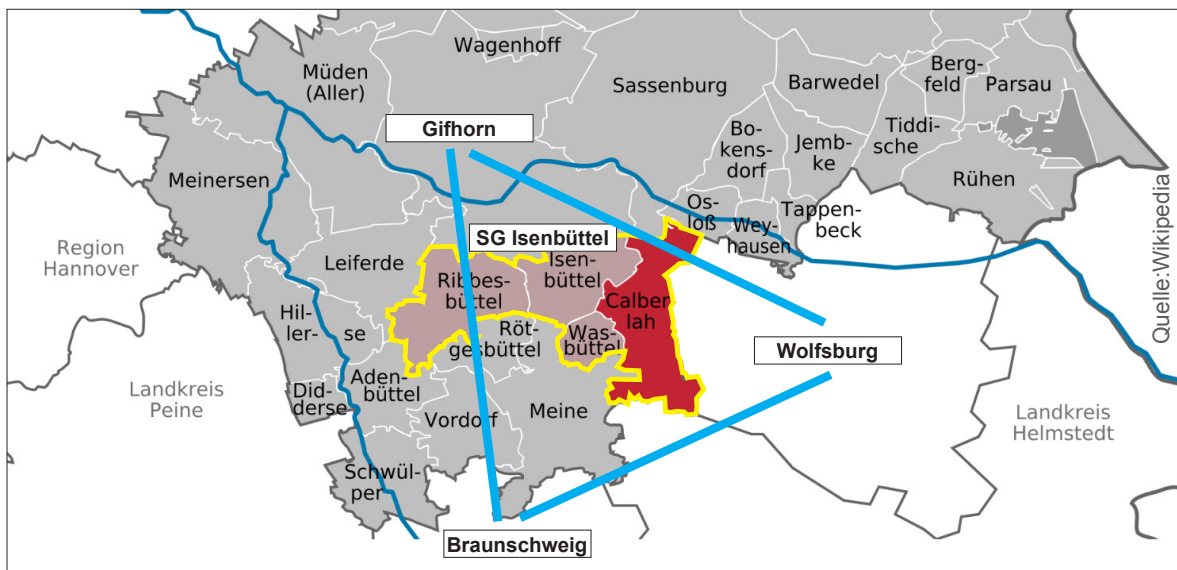 Wagenhoff
Müden
(Aller)
Sassenburg
Barwedel
Berg-
feld
Parsau
Gifhorn
Bo-
kens-
dorf
Jemb-
ke
Tiddi-
sche
Meinersen
Rühen
Os-
loß
Wey-
hausen
Tappen-
beck
Region
Hannover
Leiferde
SG Isenbüttel
Isen-
büttel
Ribbes-
büttel
Calber
lah
Hil-
ler-
se
Röt-
gesbüttel
Was-
büttel
Wolfsburg
Landkreis
Peine
Did-
derse
Aden-
büttel
Vordorf
Meine
Landkreis
Helmstedt
Schwül-
per
Braunschweig
Quelle:Wikipedia